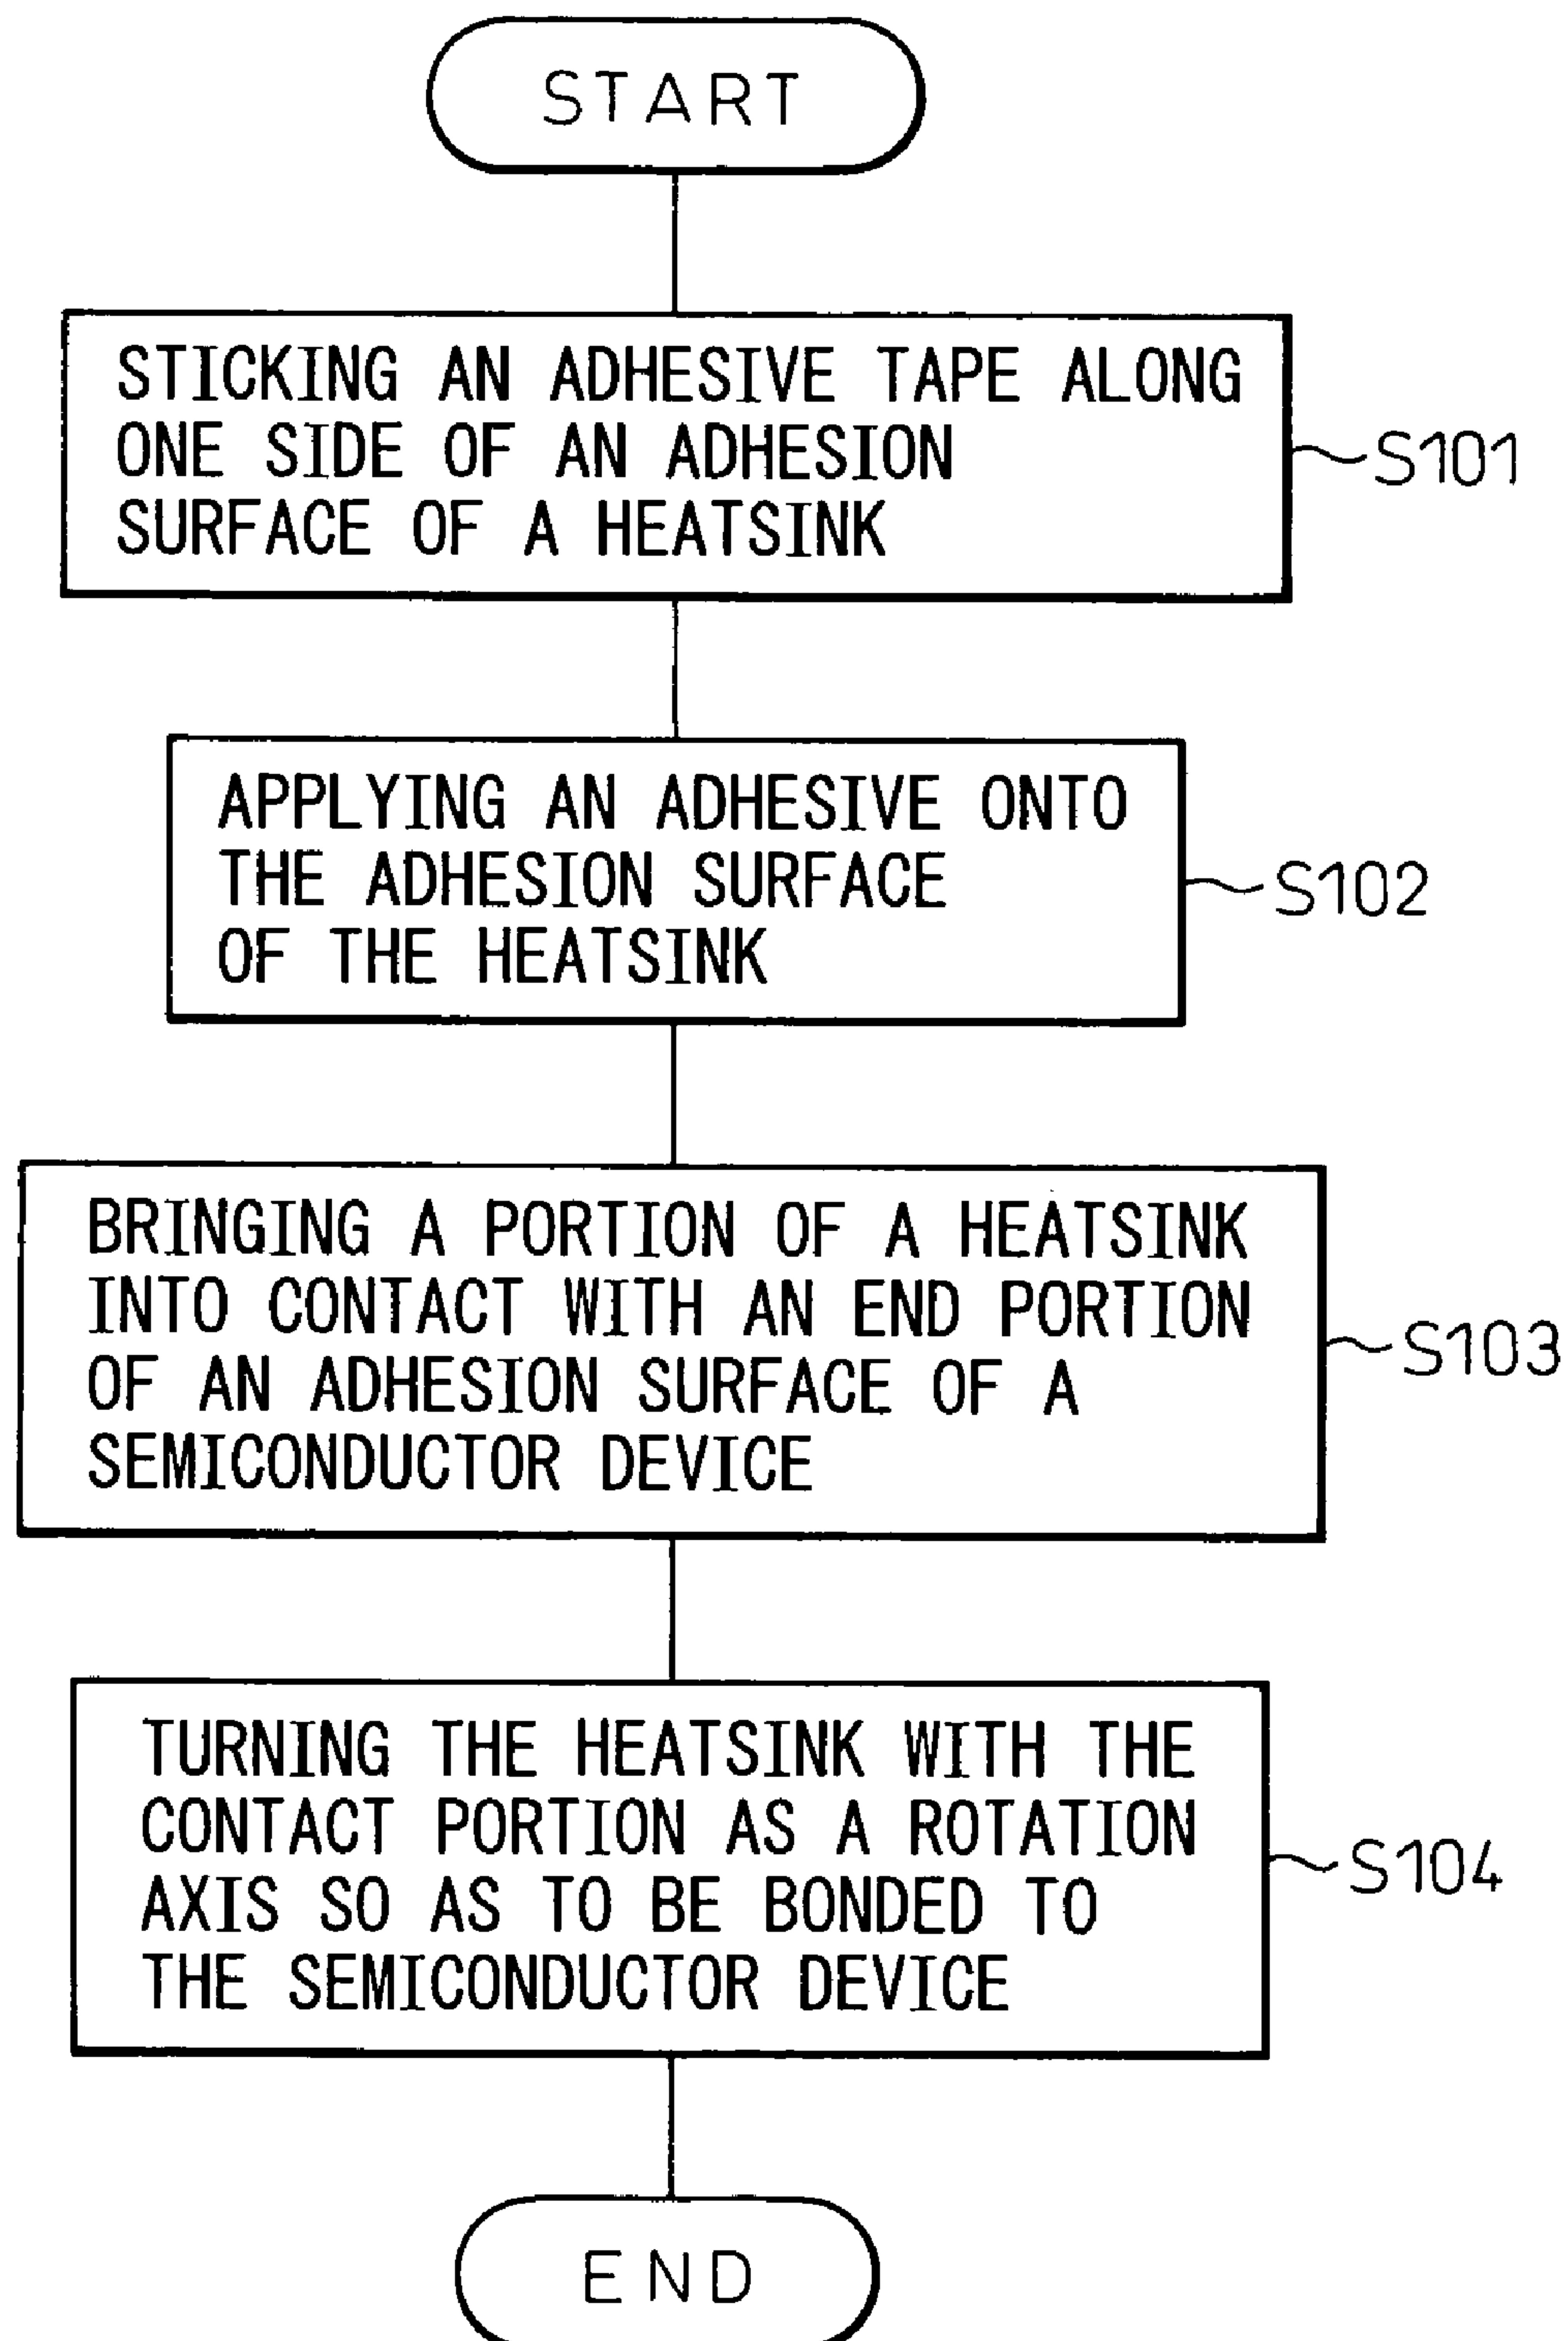 START
STICKING AN ADHESIVE TAPE ALONG
ONE SIDE OF AN ADHESION
SURFACE OF A HEATSINK
S101
APPLYING AN ADHESIVE ONTO
THE ADHESION SURFACE
OF THE HEATSINK
S102
BRINGING A PORTION OF A HEATSINK
INTO CONTACT WITH AN END PORTION
OF AN ADHESION SURFACE OF A
SEMICONDUCTOR DEVICE
S103
TURNING THE HEATSINK WITH THE
CONTACT PORTION AS A ROTATION
AXIS SO AS TO BE BONDED TO
THE SEMICONDUCTOR DEVICE
S104
END